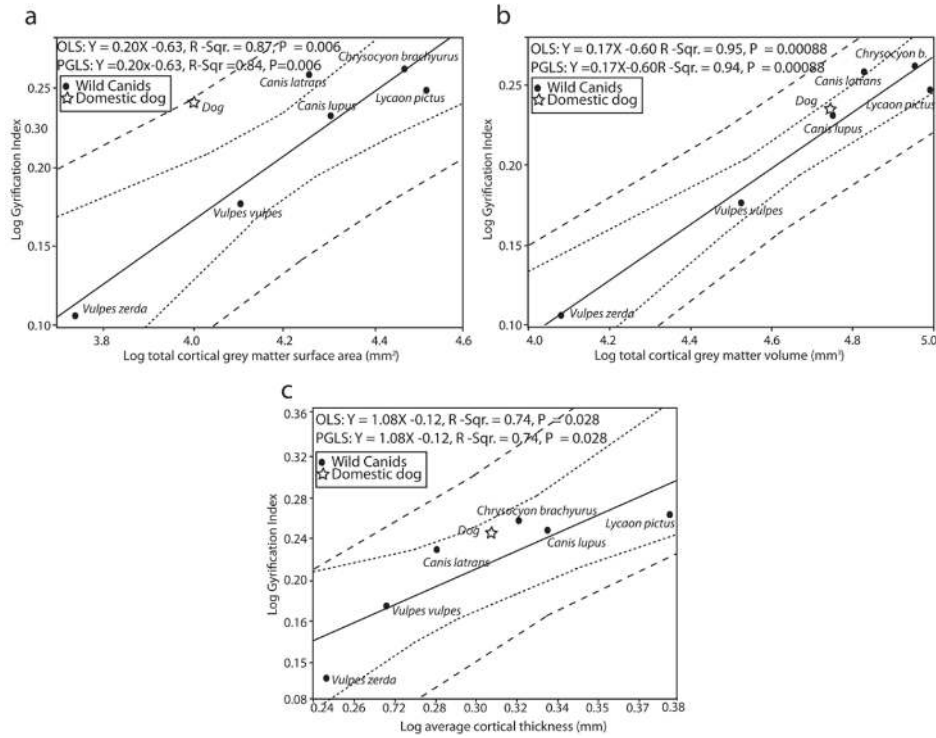 a
OLS: Y = 0.20X -0.63, R -Sqr. = 0.87, P = 0.006
PGLS: Y=0.20x-0.63, R-Sqr =0.84, P=0.006
Wild Canids
Domestic dog
Dog
Canis latrans
Chrysocyon brachyurus
Canis lupus
Lycaon pictus
Vulpes vulpes
Vulpes zerda
Log Gyrification Index
0.25
0.30
0.20
0.15
0.10
3.8
4.0
4.2
4.4
4.6
Log total cortical grey matter surface area (mm³)
b
OLS: Y = 0.17X -0.60 R -Sqr. = 0.95, P = 0.00088
PGLS: Y =0.17X-0.60R -Sqr = 0.94, P = 0.00088
Wild Canids
Domestic dog
Chrysocyon b.
Canis latrans
Dog
Lycaon pictus
Canis lupus
Vulpes vulpes
Vulpes zerda
Log Gyrification Index
0.25
0.20
0.15
0.10
4.0
4.2
4.4
4.6
4.8
5.0
Log total cortical grey matter volume (mm³)
c
OLS: Y = 1.08X -0.12, R -Sqr. = 0.74, P = 0.028
PGLS: Y = 1.08X -0.12, R -Sqr. = 0.74, P = 0.028
Wild Canids
Domestic dog
Chrysocyon brachyurus
Dog
Lycaon pictus
Canis lupus
Canis latrans
Vulpes vulpes
Vulpes zerda
Log Gyrification Index
0.36
0.32
0.28
0.24
0.20
0.16
0.15
0.08
0.24
0.26
0.72
0.28
0.30
0.32
0.34
0.00
0.38
Log average cortical thickness (mm)